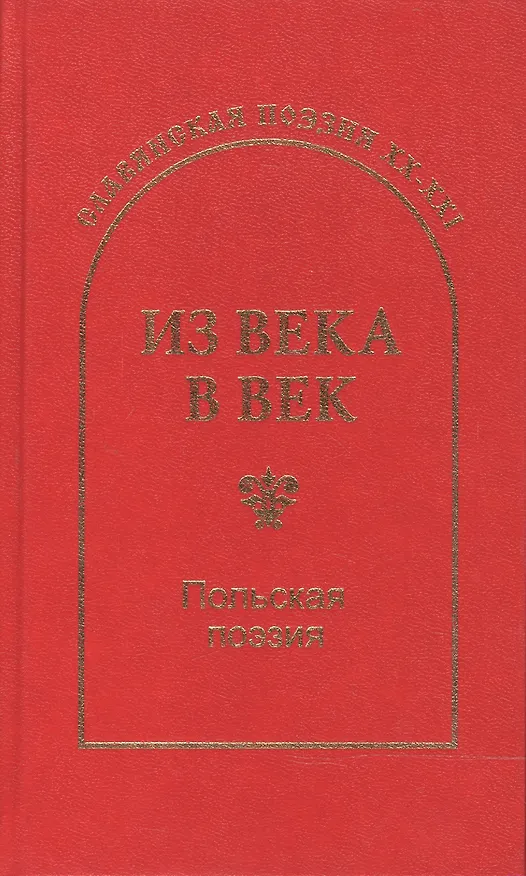 СЛАВЯНСКАЯ ПОЭЗИЯ XX-XXI
ИЗ ВЕКА
В ВЕК
Польская
поэзия